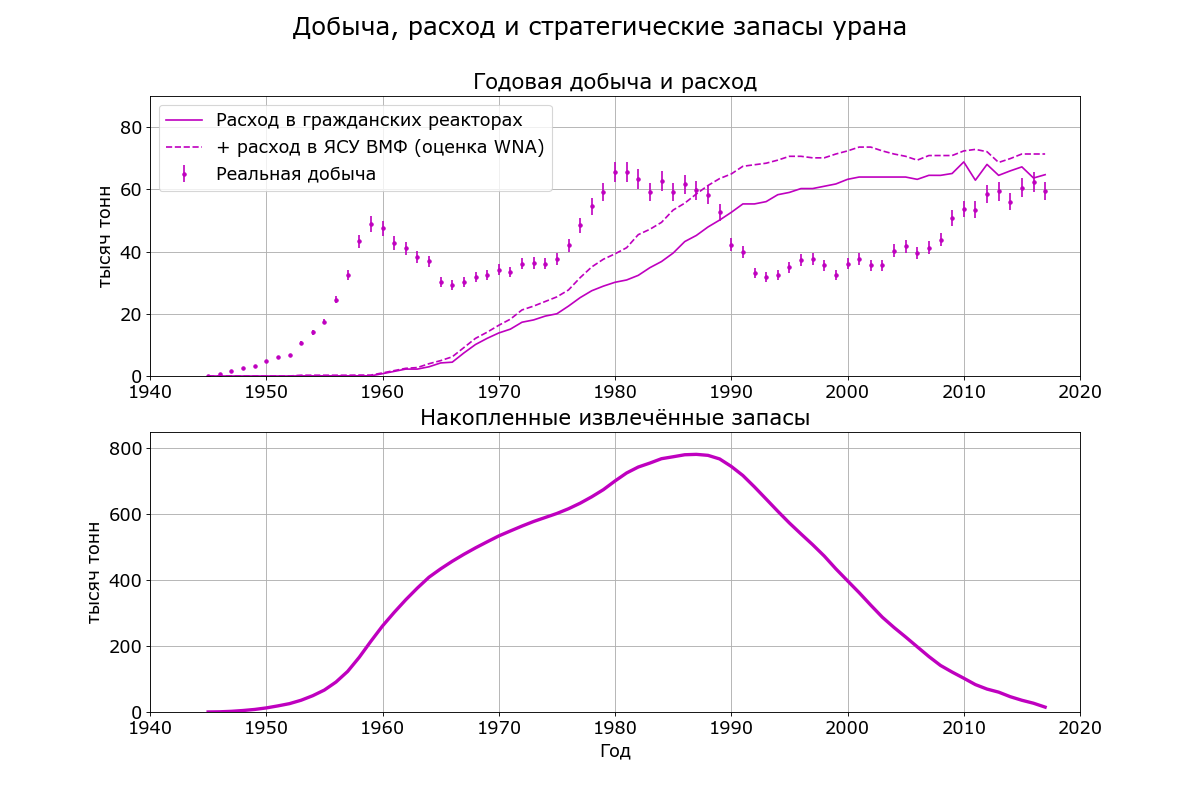 Добыча, расход и стратегические запасы урана
Годовая добыча и расход
Расход в гражданских реакторах
+ расход в ЯСУ ВМФ (оценка WNA)
Реальная добыча
тысяч тонн
80
60
40
20
0
1940 1950 1960 1970 1980 1990 2000 2010 2020
Накопленные извлечённые запасы
тысяч тонн
800
600
400
200
0
1940 1950 1960 1970 1980 1990 2000 2010 2020
Год